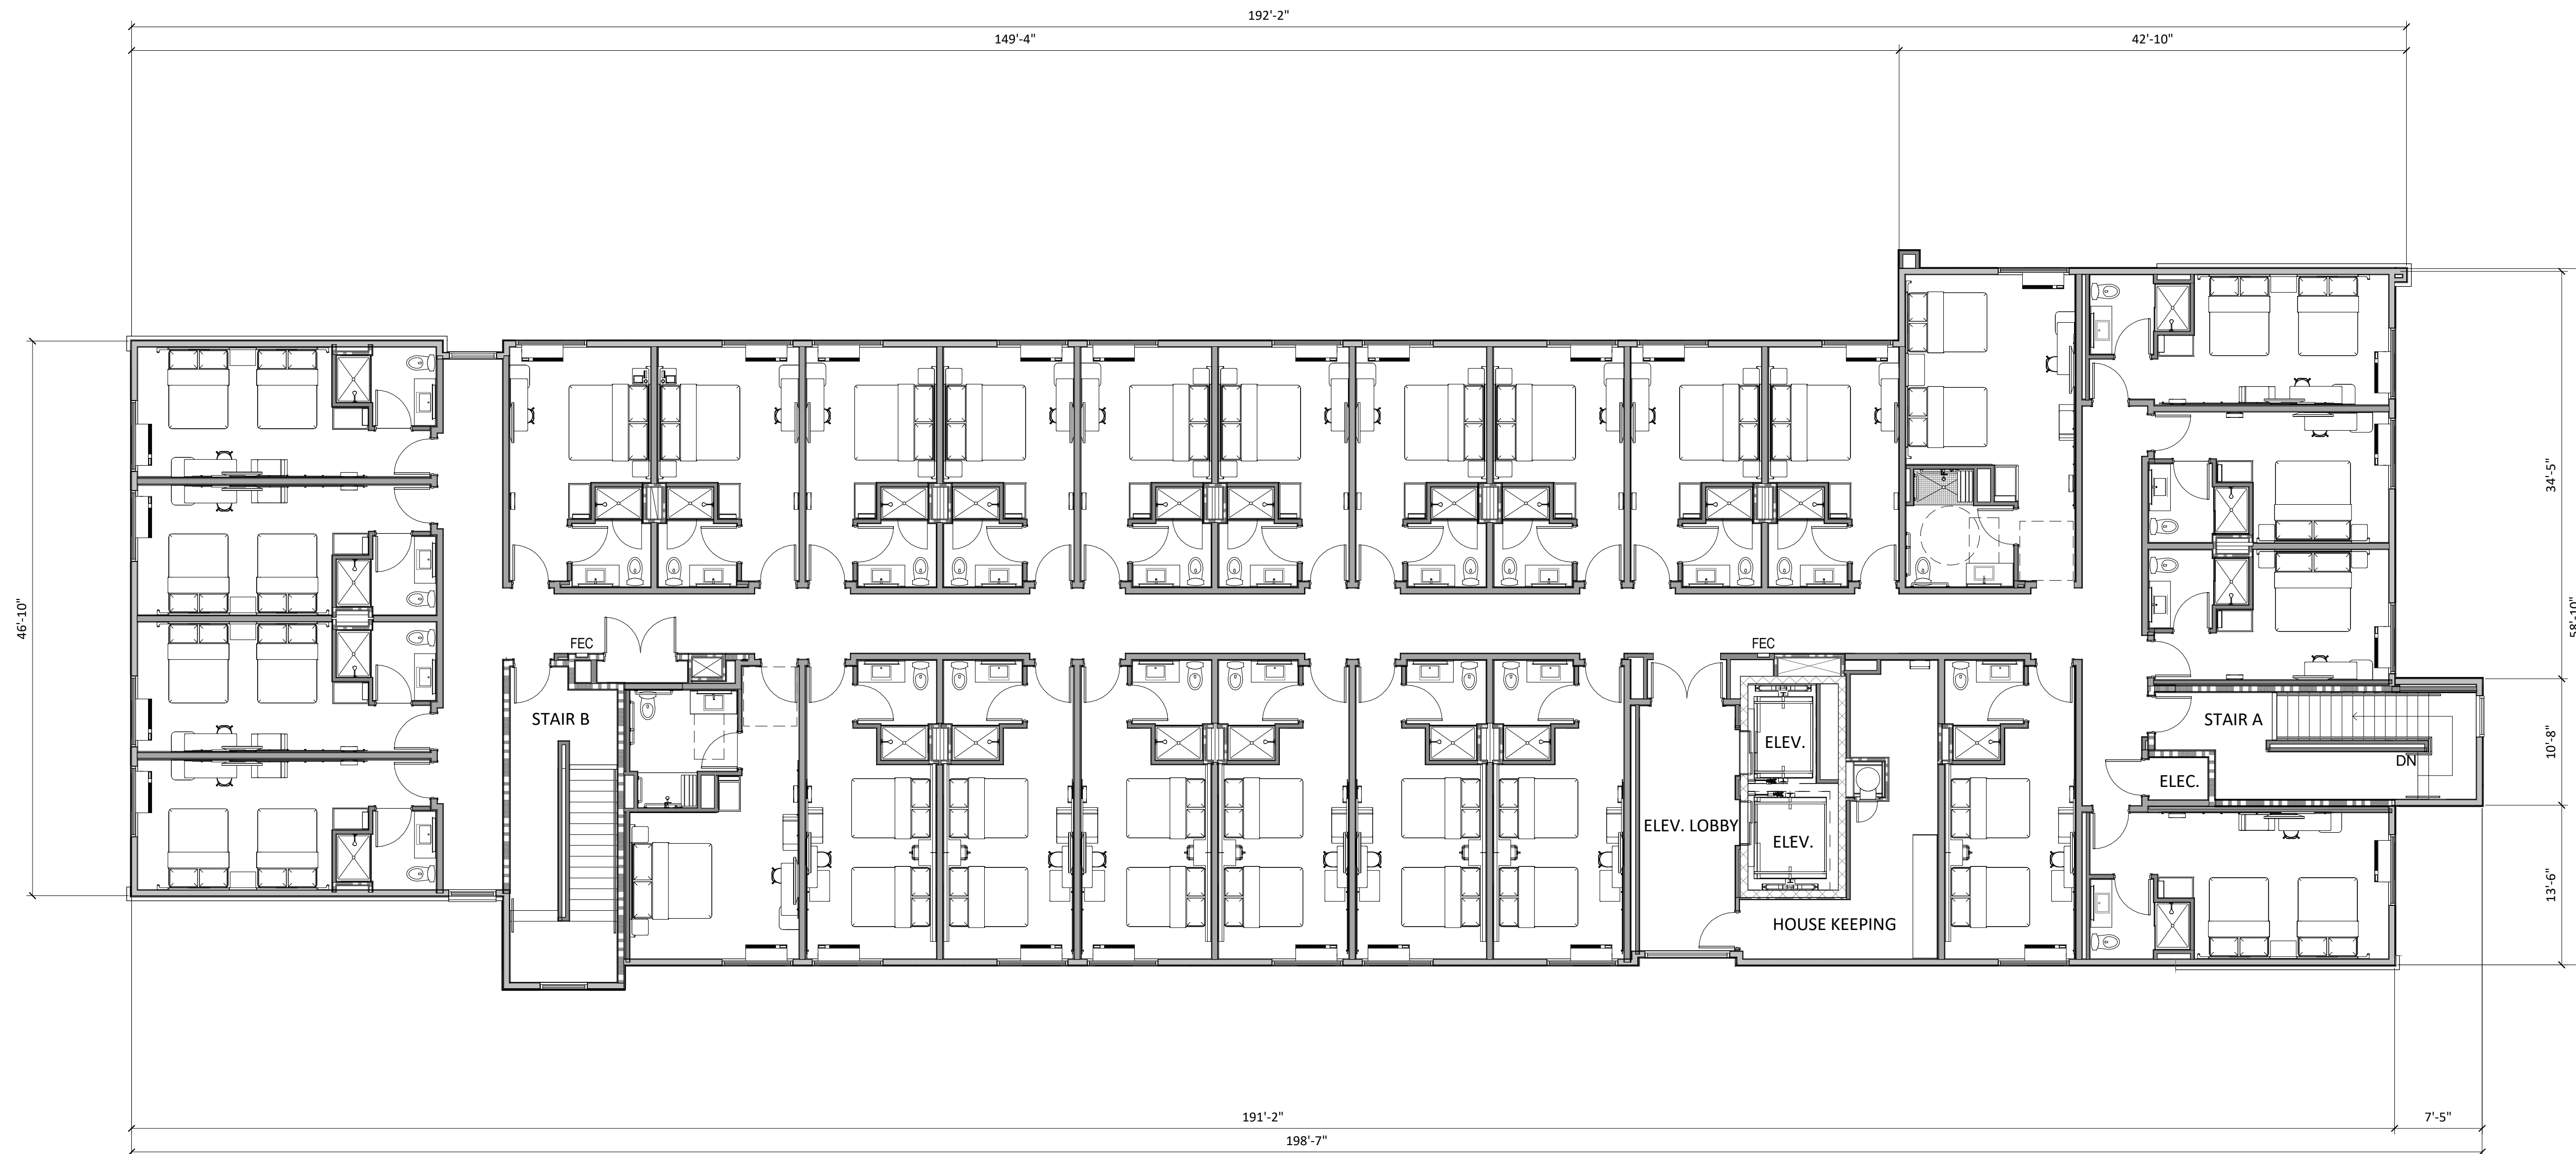 192'-2"
149'-4"
42'-10"
34'-5"
46'-10"
58'-10"
FEC
FEC
STAIR B
STAIR A
ELEV.
10'-8"
DN
ELEC.
ELEV. LOBBY
ELEV.
13'-6"
HOUSE KEEPING
191'-2"
7'-5"
198'-7"